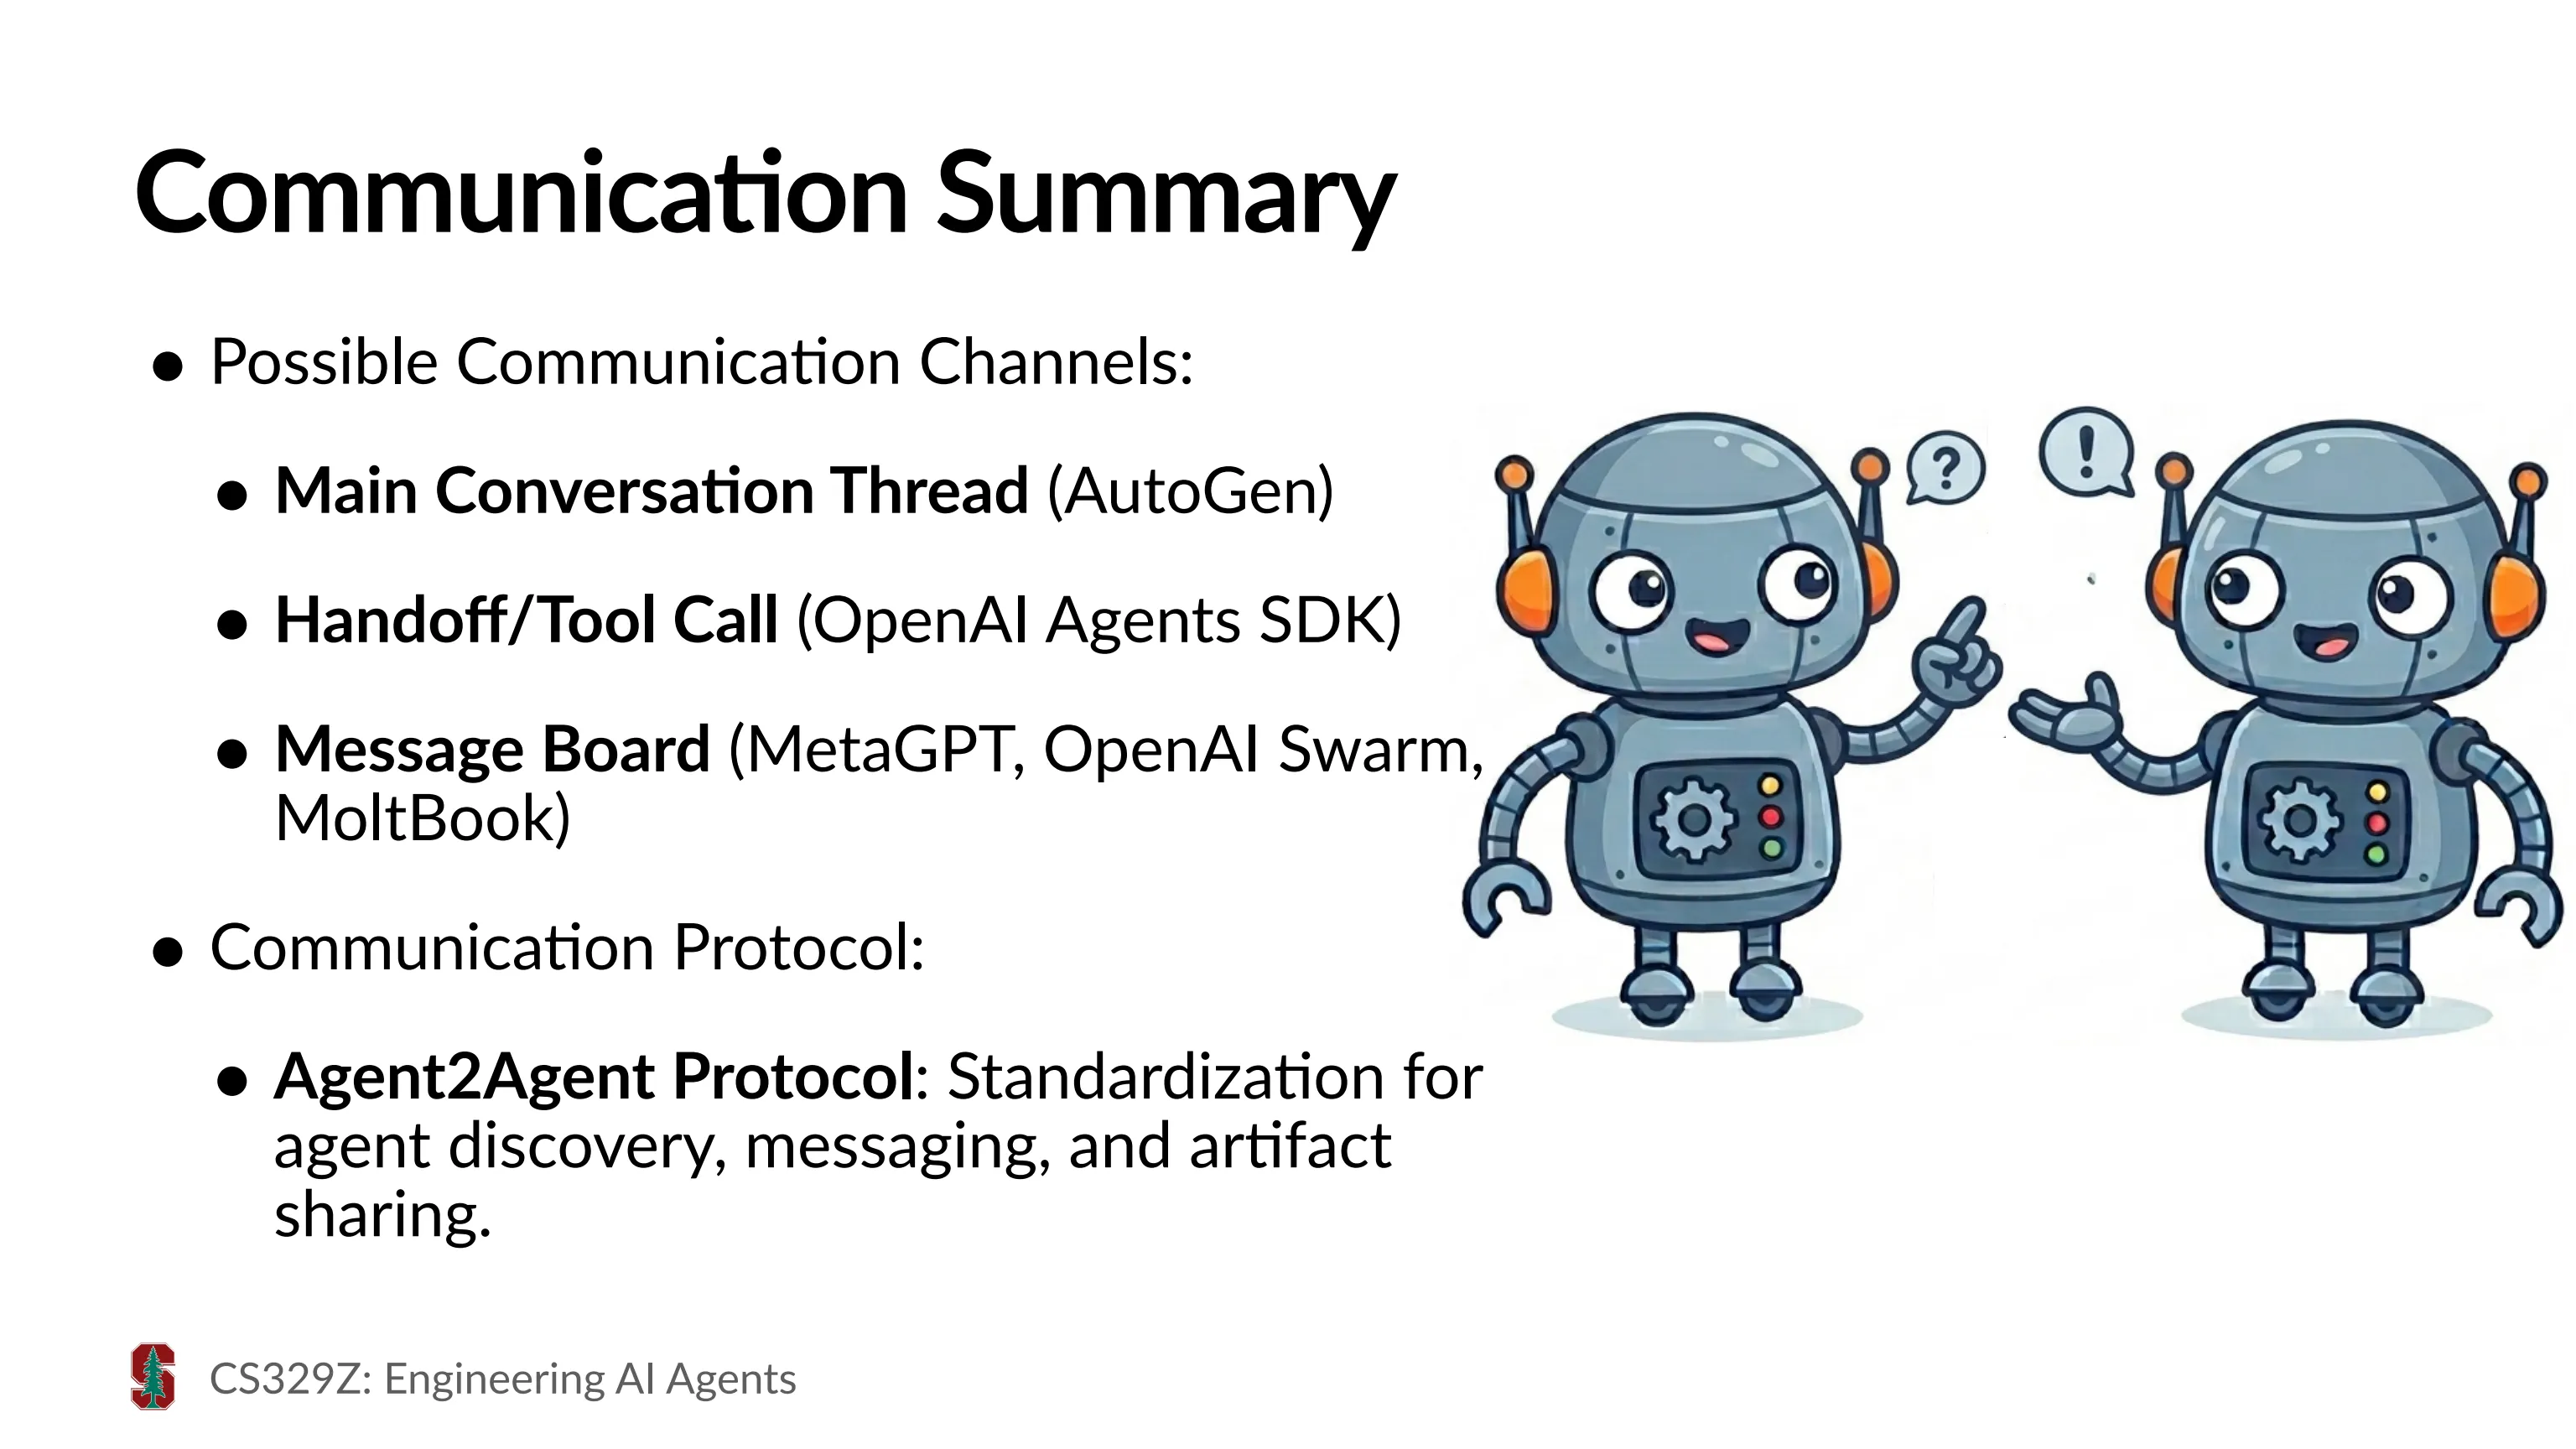 Communication Summary
● Possible Communication Channels:
● Main Conversation Thread (AutoGen)
● Handoff/Tool Call (OpenAI Agents SDK)
● Message Board (MetaGPT, OpenAI Swarm,
MoltBook)
● Communication Protocol:
● Agent2Agent Protocol: Standardization for
agent discovery, messaging, and artifact
sharing.
?
!
S
CS329Z: Engineering AI Agents